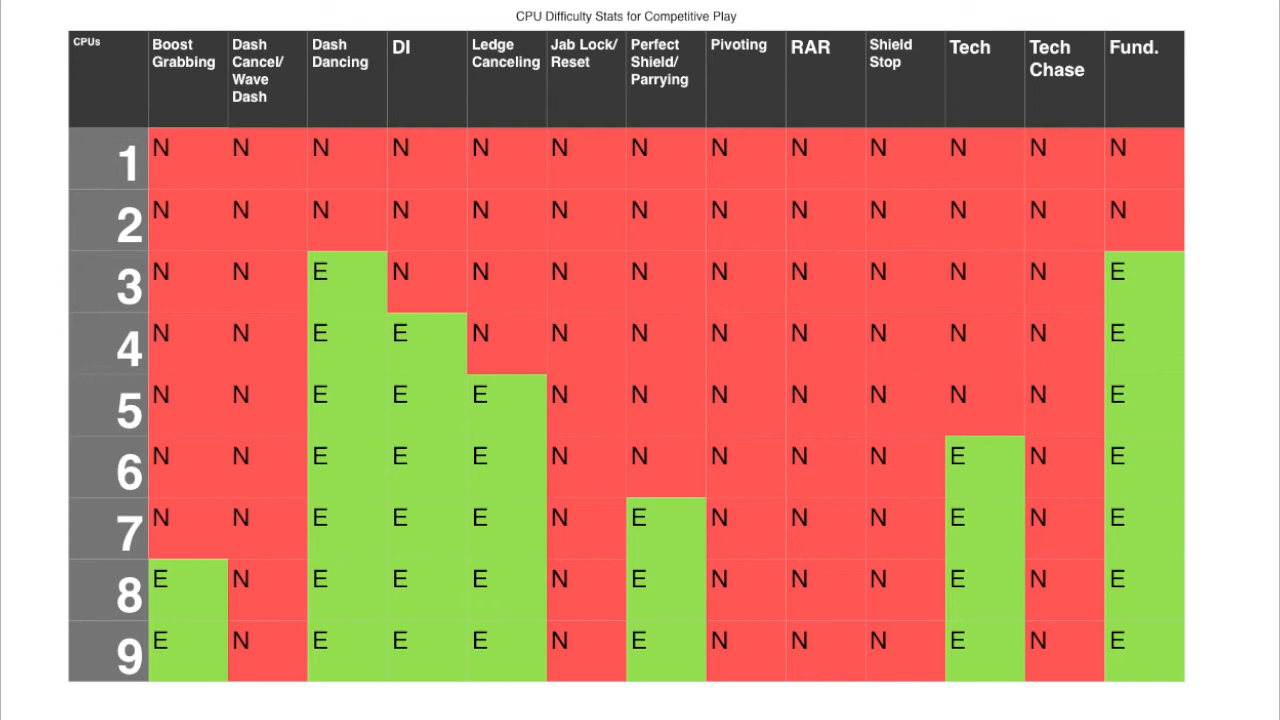 CPU Difficulty Stats for Competitive Play
CPUs Boost Grabbing Dash Cancel/ Wave Dash Dash Dancing DI Ledge Canceling Jab Lock/ Reset Perfect Shield/ Parrying Pivoting RAR Shield Stop Tech Tech Chase Fund.
1 N N N N N N N N N N N N N
2 N N N N N N N N N N N N N
3 N N E N N N N N N N N N E
4 N N E E N N N N N N N N E
5 N N E E E N N N N N N N E
6 N N E E E N N N N N E N E
7 N N E E E N E N N N E N E
8 E N E E E N E N N N E N E
9 E N E E E N E N N N E N E